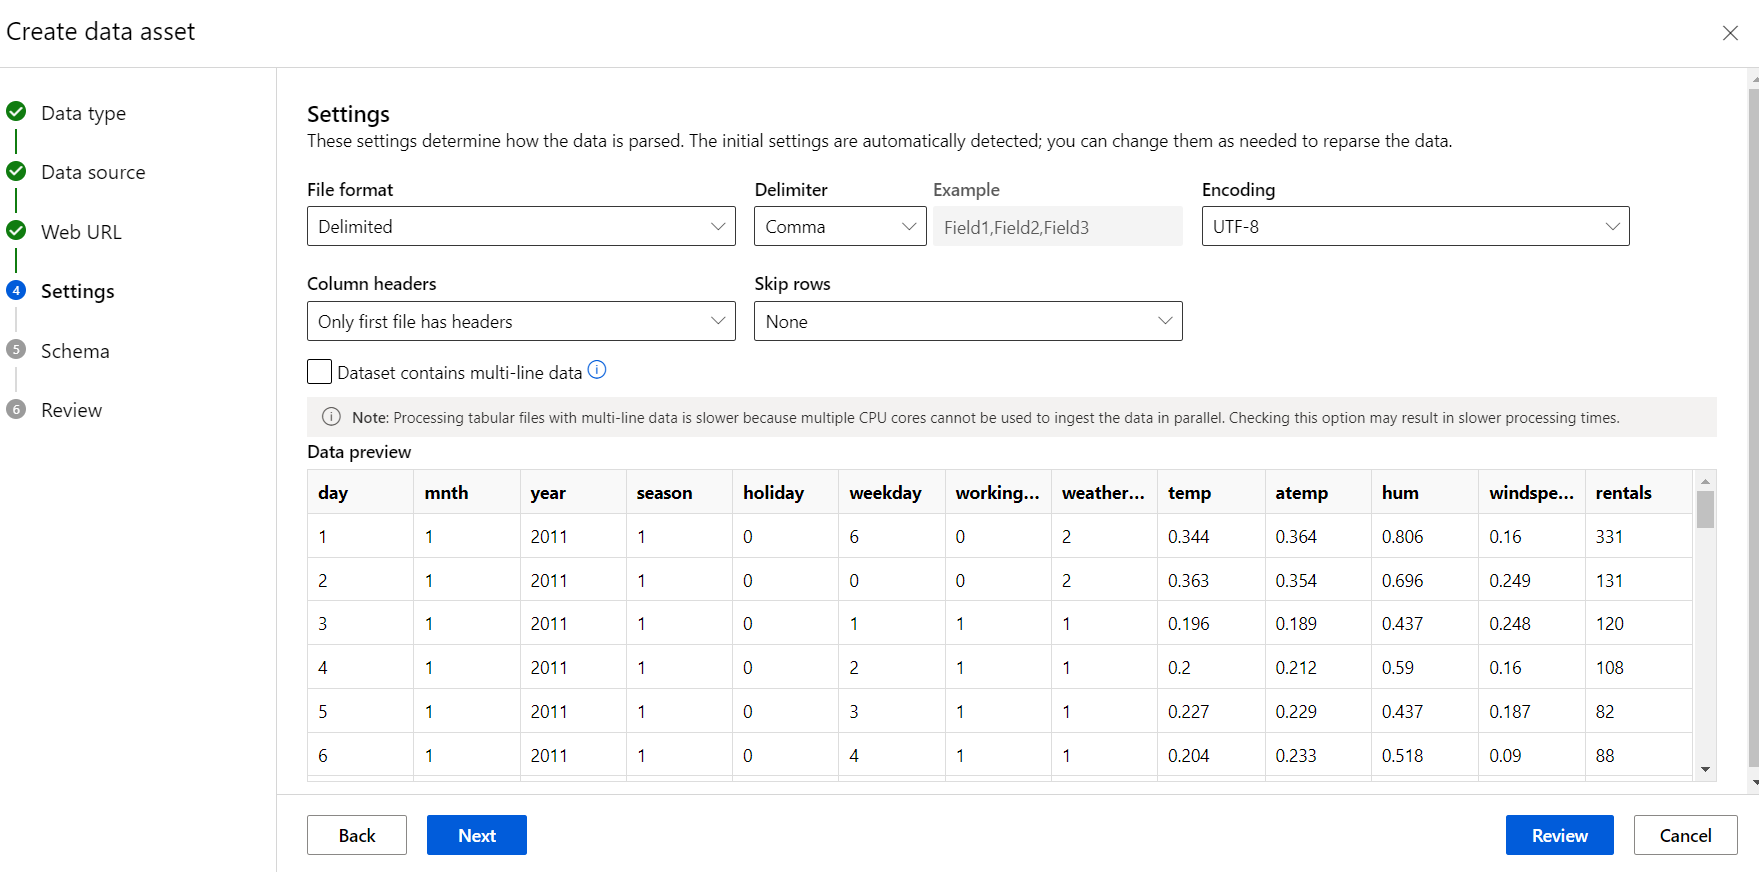 Create data asset
Data type
Data source
Web URL
4 Settings
5 Schema
6 Review
Settings
These settings determine how the data is parsed. The initial settings are automatically detected; you can change them as needed to reparse the data.
File format Delimiter Example Encoding
Delimited Comma Field1,Field2,Field3 UTF-8
Column headers Skip rows
Only first file has headers None
Dataset contains multi-line data
Note: Processing tabular files with multi-line data is slower because multiple CPU cores cannot be used to ingest the data in parallel. Checking this option may result in slower processing times.
Data preview
day mnth year season holiday weekday working... weather... temp atemp hum windspe... rentals
1 1 2011 1 0 6 0 2 0.344 0.364 0.806 0.16 331
2 1 2011 1 0 0 0 2 0.363 0.354 0.696 0.249 131
3 1 2011 1 0 1 1 1 0.196 0.189 0.437 0.248 120
4 1 2011 1 0 2 1 1 0.2 0.212 0.59 0.16 108
5 1 2011 1 0 3 1 1 0.227 0.229 0.437 0.187 82
6 1 2011 1 0 4 1 1 0.204 0.233 0.518 0.09 88
Back Next Review Cancel